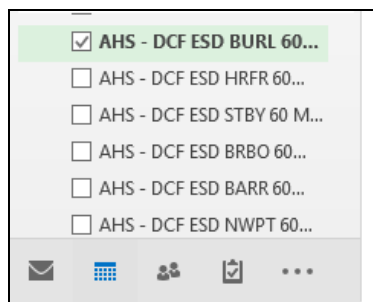 AHS - DCF ESD BURL 60...
AHS - DCF ESD HRFR 60...
AHS - DCF ESD STBY 60 M...
AHS - DCF ESD BRBO 60...
AHS - DCF ESD BARR 60...
AHS - DCF ESD NWPT 60...